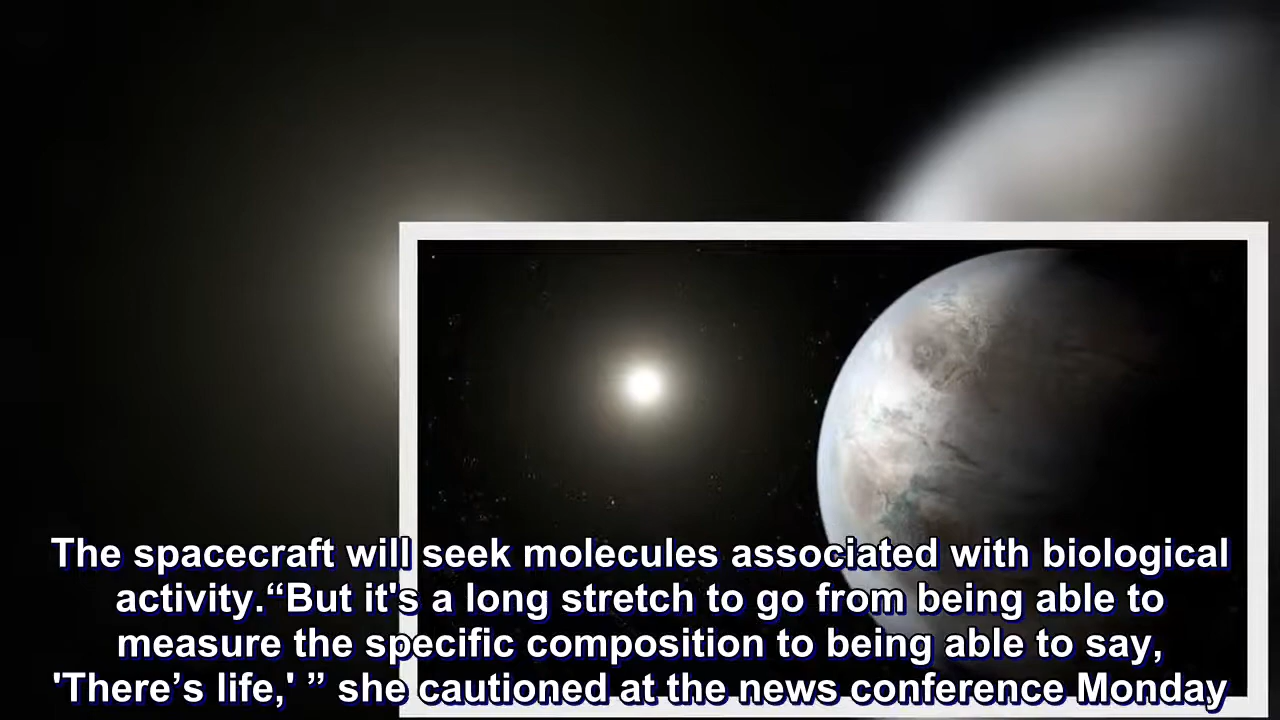 The spacecraft will seek molecules associated with biological
activity.“But it's a long stretch to go from being able to
measure the specific composition to being able to say,
'There’s life,' ” she cautioned at the news conference Monday